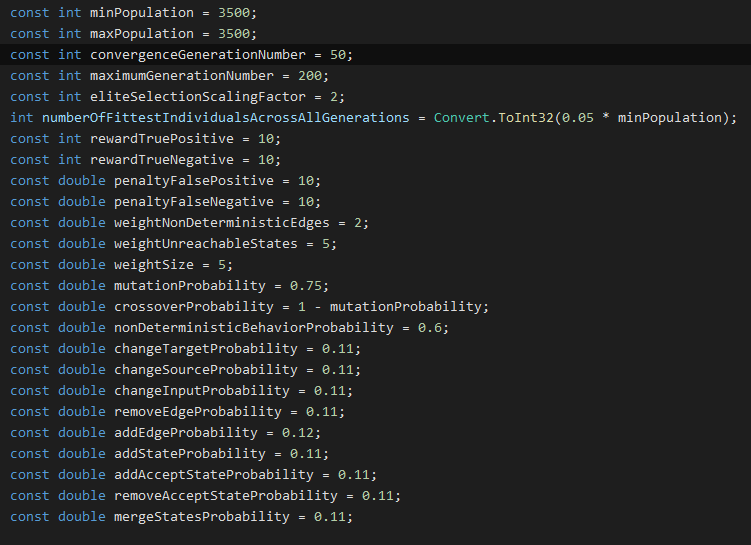 const int minPopulation = 3500;
const int maxPopulation = 3500;
const int convergenceGenerationNumber = 50;
const int maximumGenerationNumber = 200;
const int eliteSelectionScalingFactor = 2;
int numberOfFittestIndividualsAcrossAllGenerations = Convert.ToInt32(0.05 * minPopulation);
const int rewardTruePositive = 10;
const int rewardTrueNegative = 10;
const double penaltyFalsePositive = 10;
const double penaltyFalseNegative = 10;
const double weightNonDeterministicEdges = 2;
const double weightUnreachableStates = 5;
const double weightSize = 5;
const double mutationProbability = 0.75;
const double crossoverProbability = 1 - mutationProbability;
const double nonDeterministicBehaviorProbability = 0.6;
const double changeTargetProbability = 0.11;
const double changeSourceProbability = 0.11;
const double changeInputProbability = 0.11;
const double removeEdgeProbability = 0.11;
const double addEdgeProbability = 0.12;
const double addStateProbability = 0.11;
const double addAcceptStateProbability = 0.11;
const double removeAcceptStateProbability = 0.11;
const double mergeStatesProbability = 0.11;